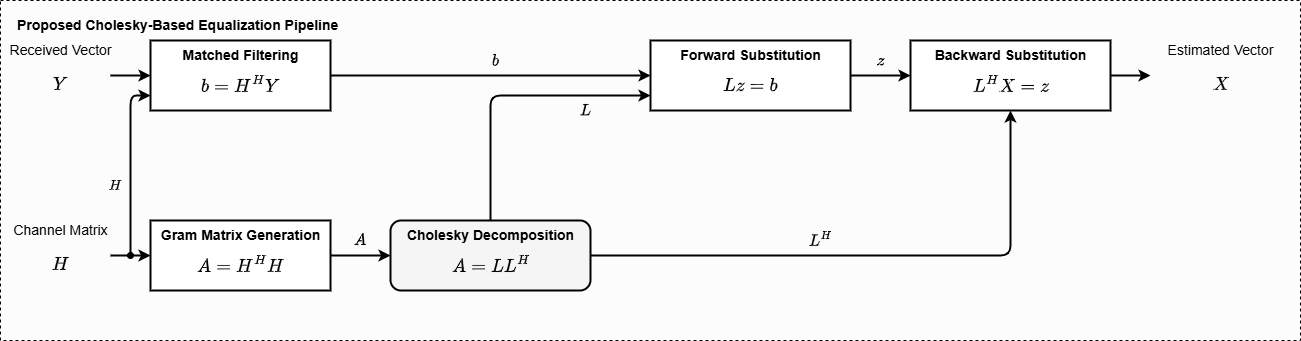 Proposed Cholesky-Based Equalization Pipeline
Received Vector
Y
Matched Filtering
b = H^H Y
b
Forward Substitution
Lz = b
z
Backward Substitution
L^H X = z
Estimated Vector
X
L
H
Channel Matrix
H
Gram Matrix Generation
A = H^H H
A
Cholesky Decomposition
A = LL^H
L^H